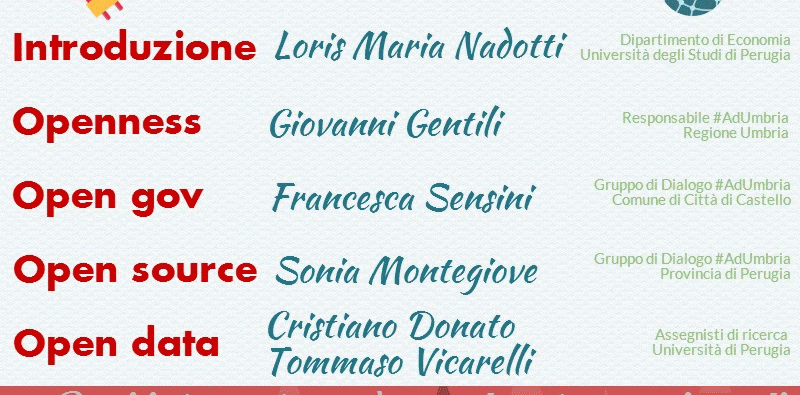 Introduzione Loris Maria Nadotti Dipartimento di Economia
Università degli Studi di Perugia
Openness Giovanni Gentili Responsabile #AdUmbria
Regione Umbria
Open gov Francesca Sensini Gruppo di Dialogo #AdUmbria
Comune di Città di Castello
Open source Sonia Montegiove Gruppo di Dialogo #AdUmbria
Provincia di Perugia
Open data Cristiano Donato
Tommaso Vicarelli Assegnisti di ricerca
Università di Perugia